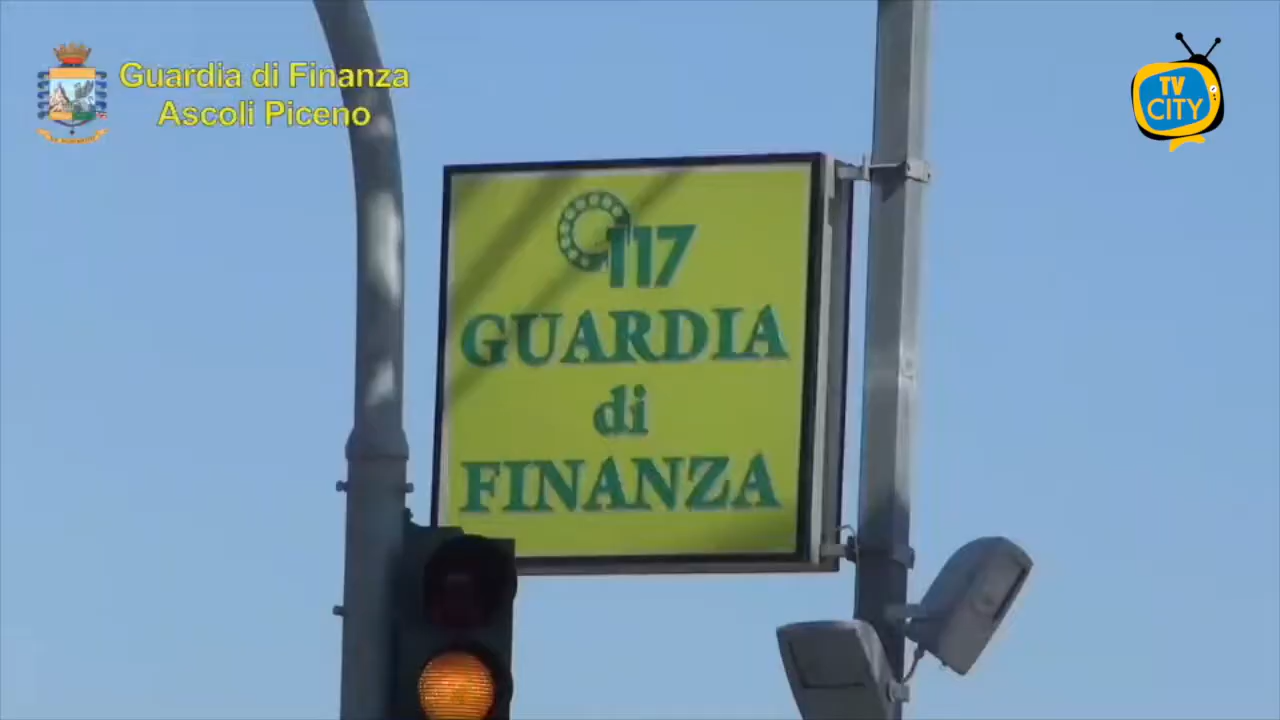 Guardia di Finanza
Ascoli Piceno
TV
CITY
117
GUARDIA
di
FINANZA